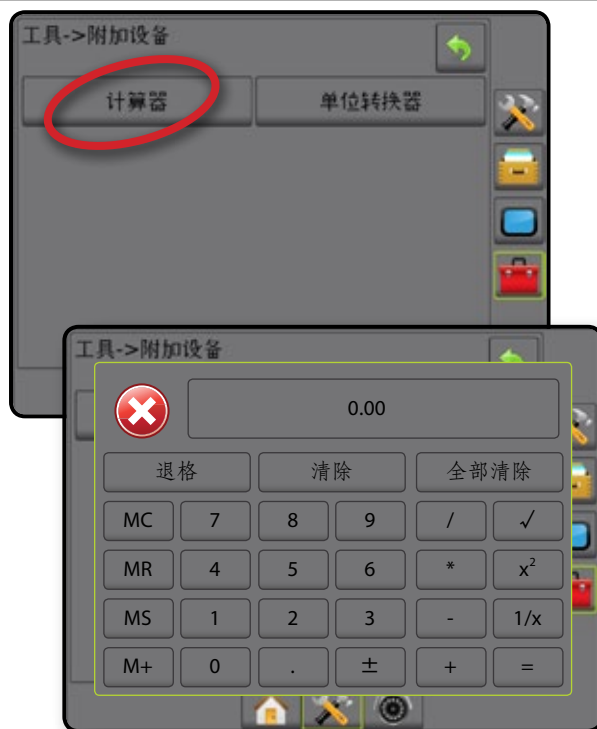 工具->附加设备
计算器 单位转换器
工具->附加设备
0.00
退格 清除 全部清除
MC 7 8 9 / √
MR 4 5 6 * x²
MS 1 2 3 - 1/x
M+ 0 . ± + =